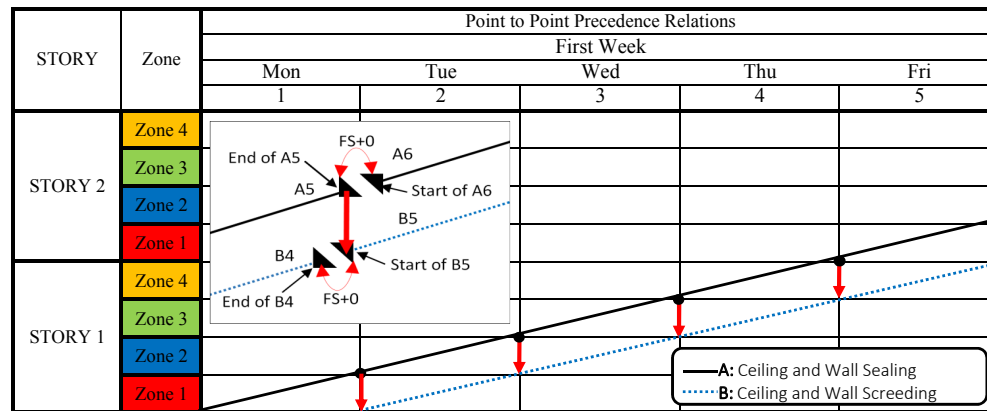 Point to Point Precedence Relations
STORY Zone First Week
Mon Tue Wed Thu Fri
1 2 3 4 5
Zone 4
Zone 3
STORY 2
Zone 2
Zone 1
Zone 4
Zone 3
STORY 1
Zone 2
Zone 1
FS+0
End of A5 A6
A5 Start of A6
B5
B4 Start of B5
End of B4 FS+0
A: Ceiling and Wall Sealing
B: Ceiling and Wall Screeding